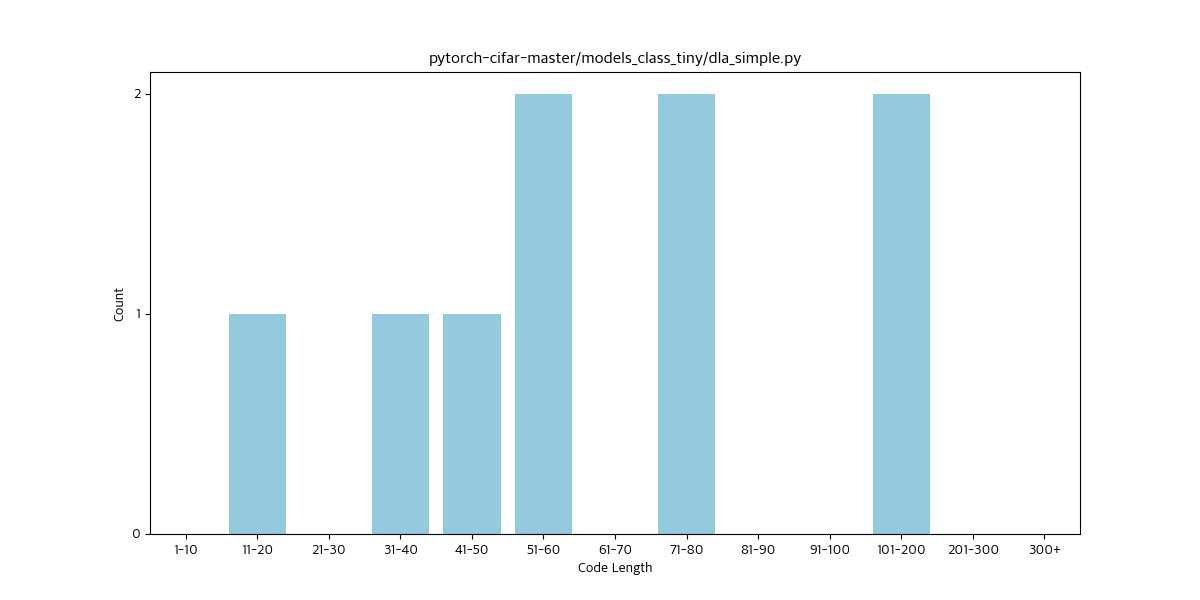 pytorch-cifar-master/models_class_tiny/dla_simple.py
Count
2
1
0
1-10 11-20 21-30 31-40 41-50 51-60 61-70 71-80 81-90 91-100 101-200 201-300 300+
Code Length